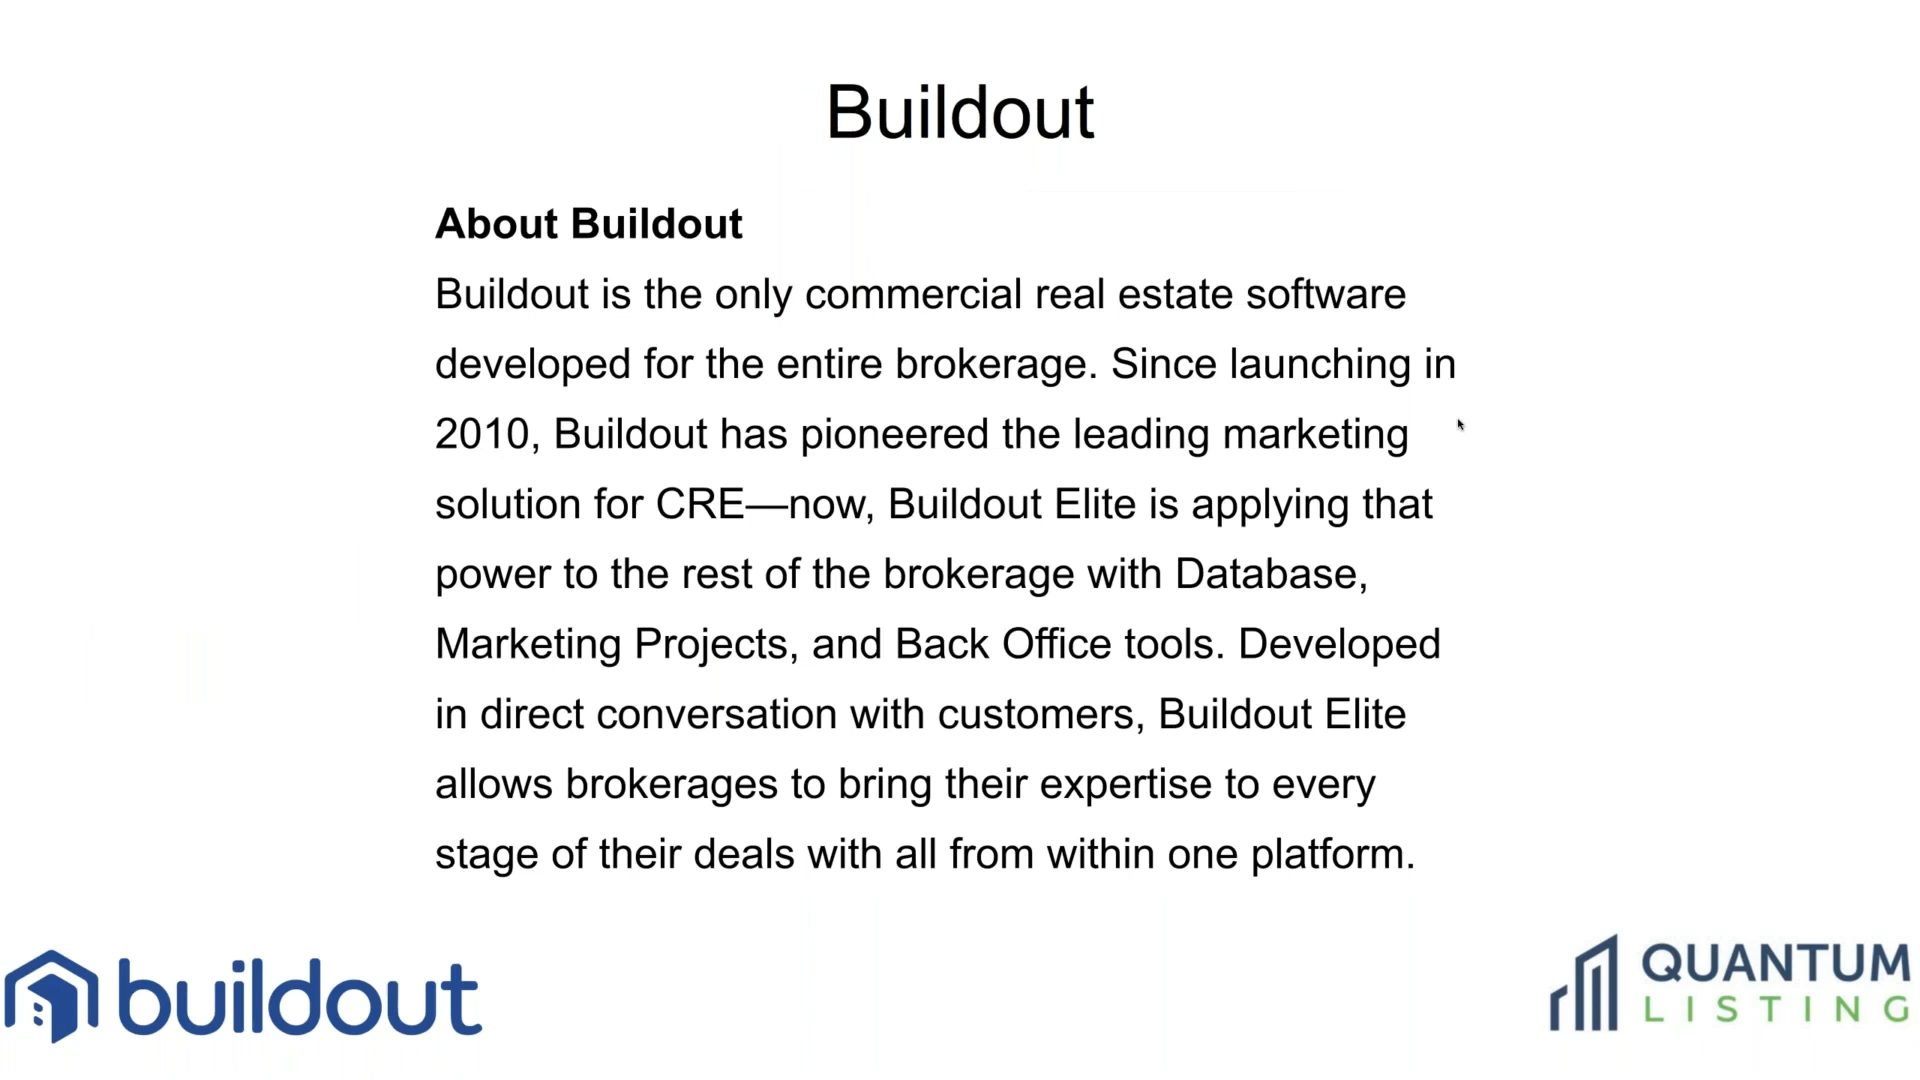 Buildout
About Buildout
Buildout is the only commercial real estate software
developed for the entire brokerage. Since launching in
2010, Buildout has pioneered the leading marketing
solution for CRE—now, Buildout Elite is applying that
power to the rest of the brokerage with Database,
Marketing Projects, and Back Office tools. Developed
in direct conversation with customers, Buildout Elite
allows brokerages to bring their expertise to every
stage of their deals with all from within one platform.
buildout
QUANTUM
LISTING